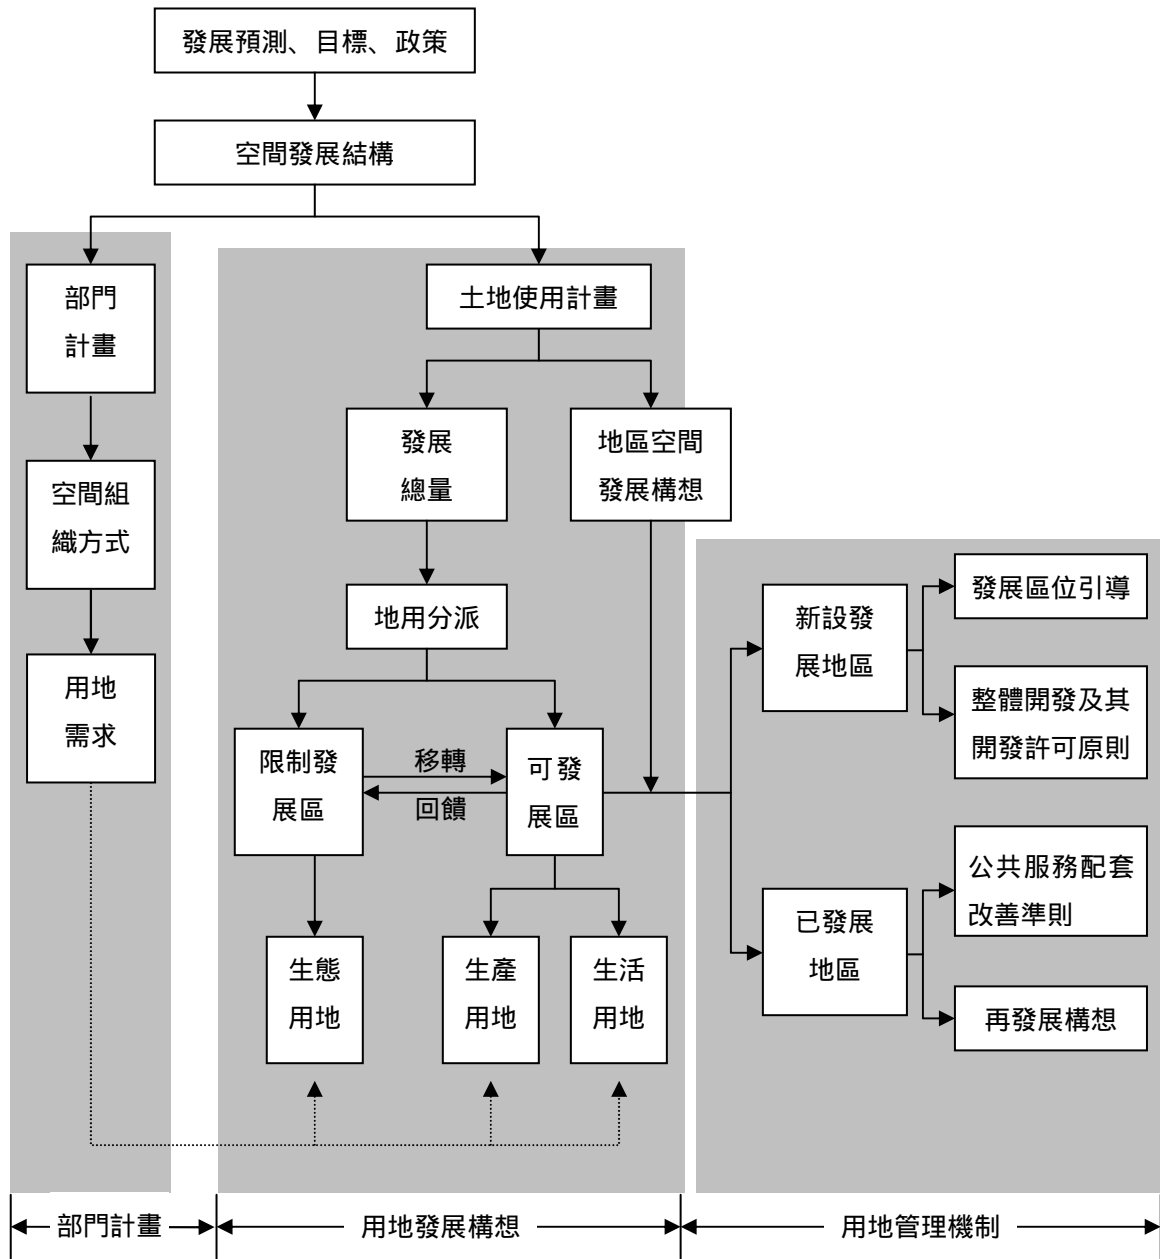 發展預測、目標、政策
空間發展結構
部門
計畫
空間組
織方式
用地
需求
土地使用計畫
發展
總量
地區空間
發展構想
地用分派
限制發
展區
移轉
回饋
可發
展區
生態
用地
生產
用地
生活
用地
新設發
展地區
發展區位引導
整體開發及其
開發許可原則
已發展
地區
公共服務配套
改善準則
再發展構想
部門計畫
用地發展構想
用地管理機制